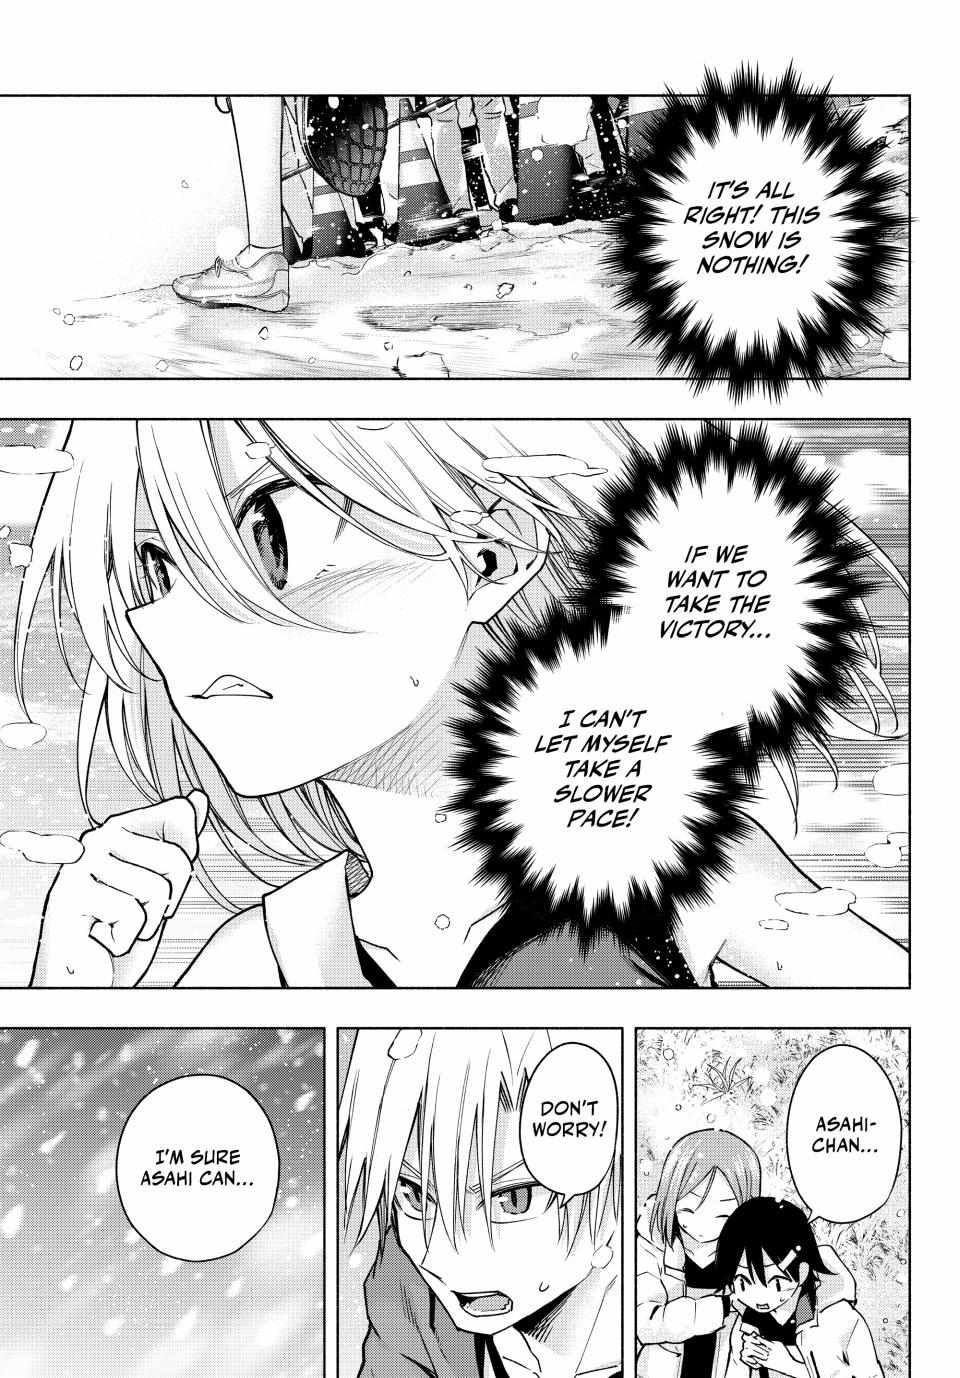 IT'S ALL
RIGHT! THIS
SNOW IS
NOTHING!
IF WE
WANT TO
TAKE THE
VICTORY...
I CAN'T
LET MYSELF
TAKE A
SLOWER
PACE!
ASAHI-
CHAN...
DON'T
WORRY!
I'M SURE
ASAHI CAN...